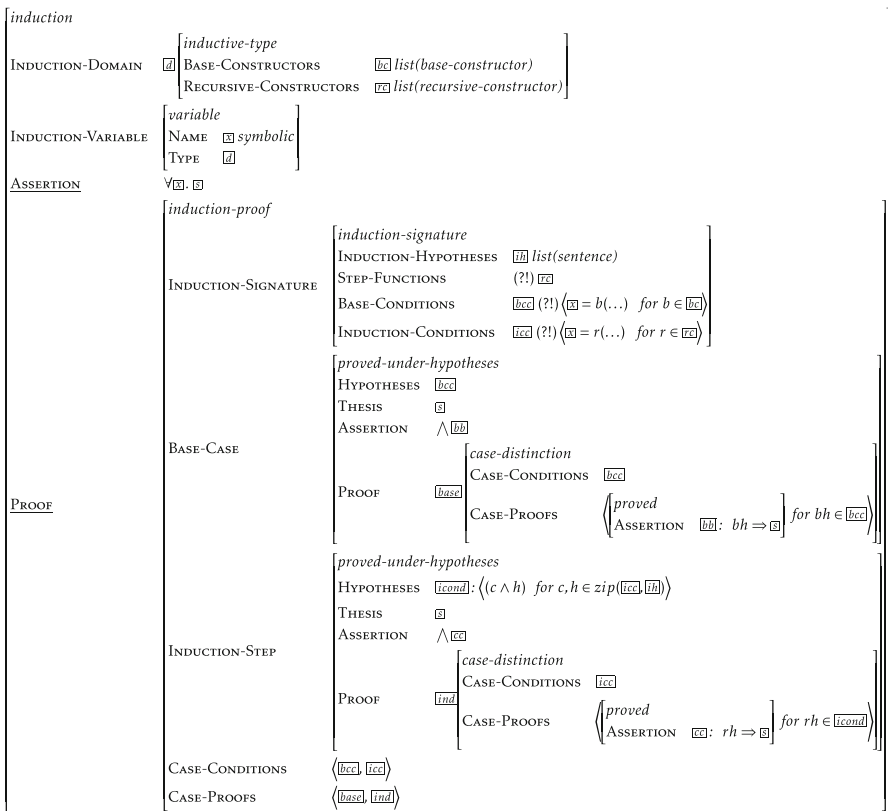 induction
INDUCTION-DOMAIN d
inductive-type
BASE-CONSTRUCTORS bc list(base-constructor)
RECURSIVE-CONSTRUCTORS rc list(recursive-constructor)
INDUCTION-VARIABLE
variable
NAME x symbolic
TYPE d
ASSERTION ∀x. s
PROOF
induction-proof
INDUCTION-SIGNATURE
induction-signature
INDUCTION-HYPOTHESES ih list(sentence)
STEP-FUNCTIONS (?!) rc
BASE-CONDITIONS bcc (?!) ⟨x = b(…) for b ∈ bc⟩
INDUCTION-CONDITIONS icc (?!) ⟨x = r(…) for r ∈ rc⟩
BASE-CASE
proved-under-hypotheses
HYPOTHESES bcc
THESIS s
ASSERTION ⋀ bb
PROOF base
case-distinction
CASE-CONDITIONS bcc
CASE-PROOFS
proved
ASSERTION bb: bh ⇒ s
for bh ∈ bcc
INDUCTION-STEP
proved-under-hypotheses
HYPOTHESES icond: ⟨(c ∧ h) for c, h ∈ zip(icc, ih)⟩
THESIS s
ASSERTION ⋀ cc
PROOF ind
case-distinction
CASE-CONDITIONS icc
CASE-PROOFS
proved
ASSERTION cc: rh ⇒ s
for rh ∈ icond
CASE-CONDITIONS ⟨bcc, icc⟩
CASE-PROOFS ⟨base, ind⟩